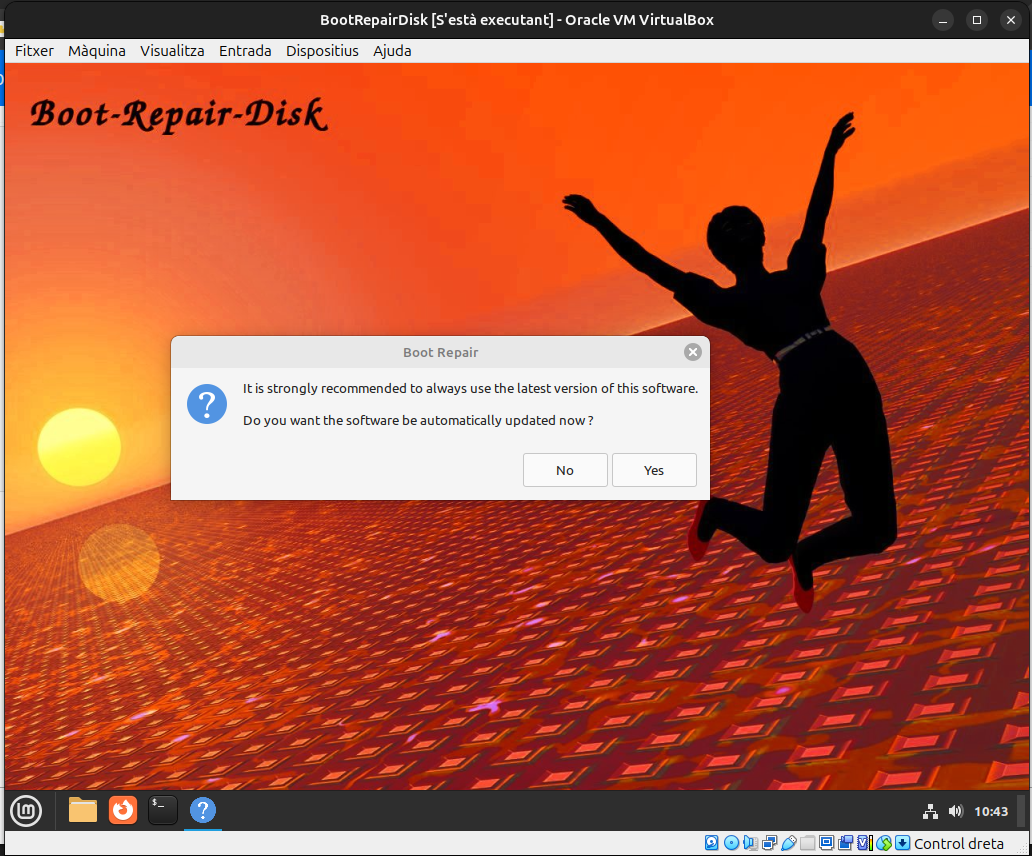 BootRepairDisk [S'està executant] - Oracle VM VirtualBox
Fitxer Màquina Visualitza Entrada Dispositius Ajuda
Boot-Repair-Disk
Boot Repair
It is strongly recommended to always use the latest version of this software.
Do you want the software be automatically updated now ?
No Yes
$_
10:43
Control dreta